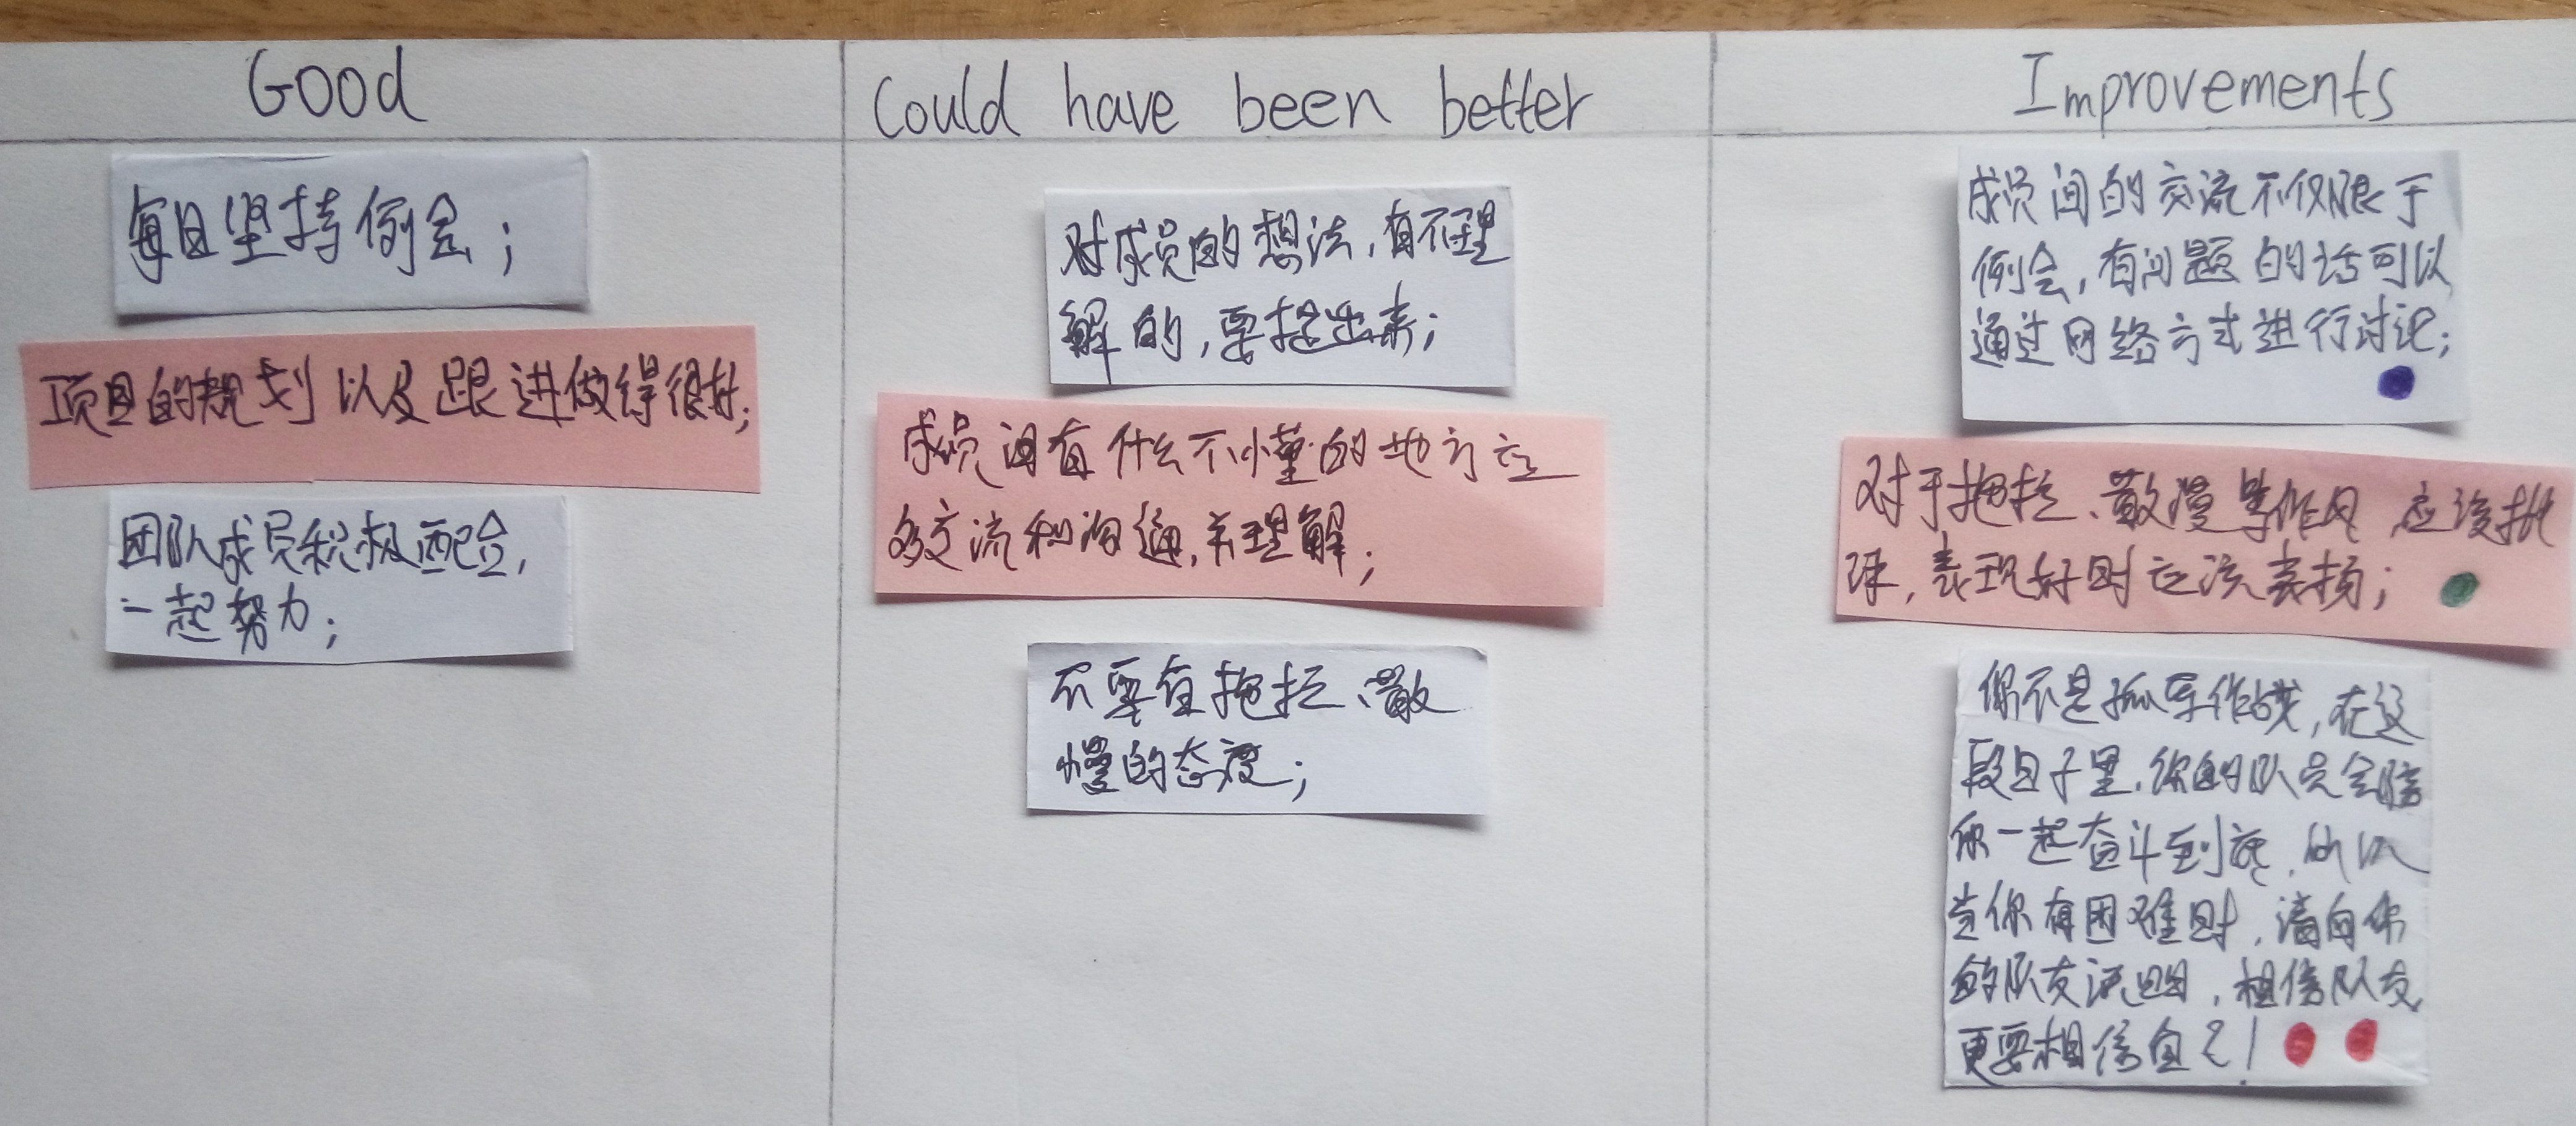 Good
每日坚持例会；
项目的规划以及跟进做得很好；
团队成员积极配合，
一起努力；
Could have been better
对成员的想法，有不理
解的，要提出来；
成员间有什么不懂的地方应
多交流和沟通，并理解；
不要有拖拉、散
慢的态度；
Improvements
成员间的交流不仅限于
例会，有问题的话可以
通过网络方式进行讨论；
对于拖拉、散漫等作风，应该批
评，表现好时应该表扬；
你不是孤军作战，在这
段日子里，你的队员会陪
你一起奋斗到底，所以
当你有困难时，请向你
的队友说明，相信队友，
更要相信自己！